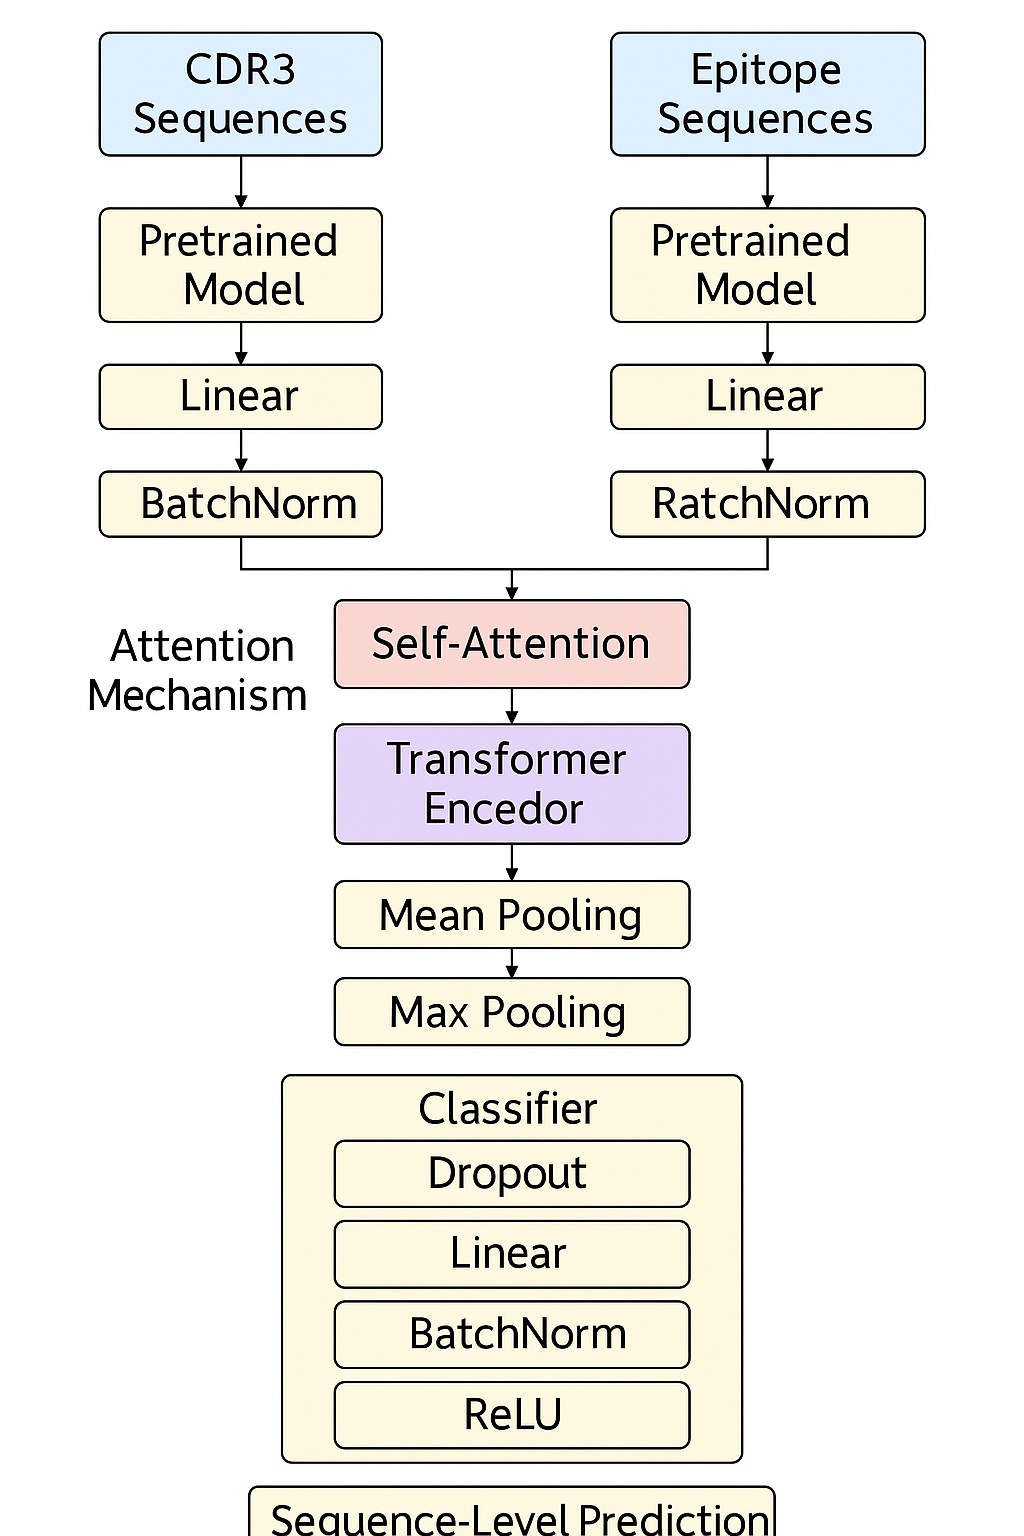 CDR3
Sequences
Epitope
Sequences
Pretrained
Model
Pretrained
Model
Linear
Linear
BatchNorm
RatchNorm
Attention
Mechanism
Self-Attention
Transformer
Encedor
Mean Pooling
Max Pooling
Classifier
Dropout
Linear
BatchNorm
ReLU
Sequence-Level Prediction